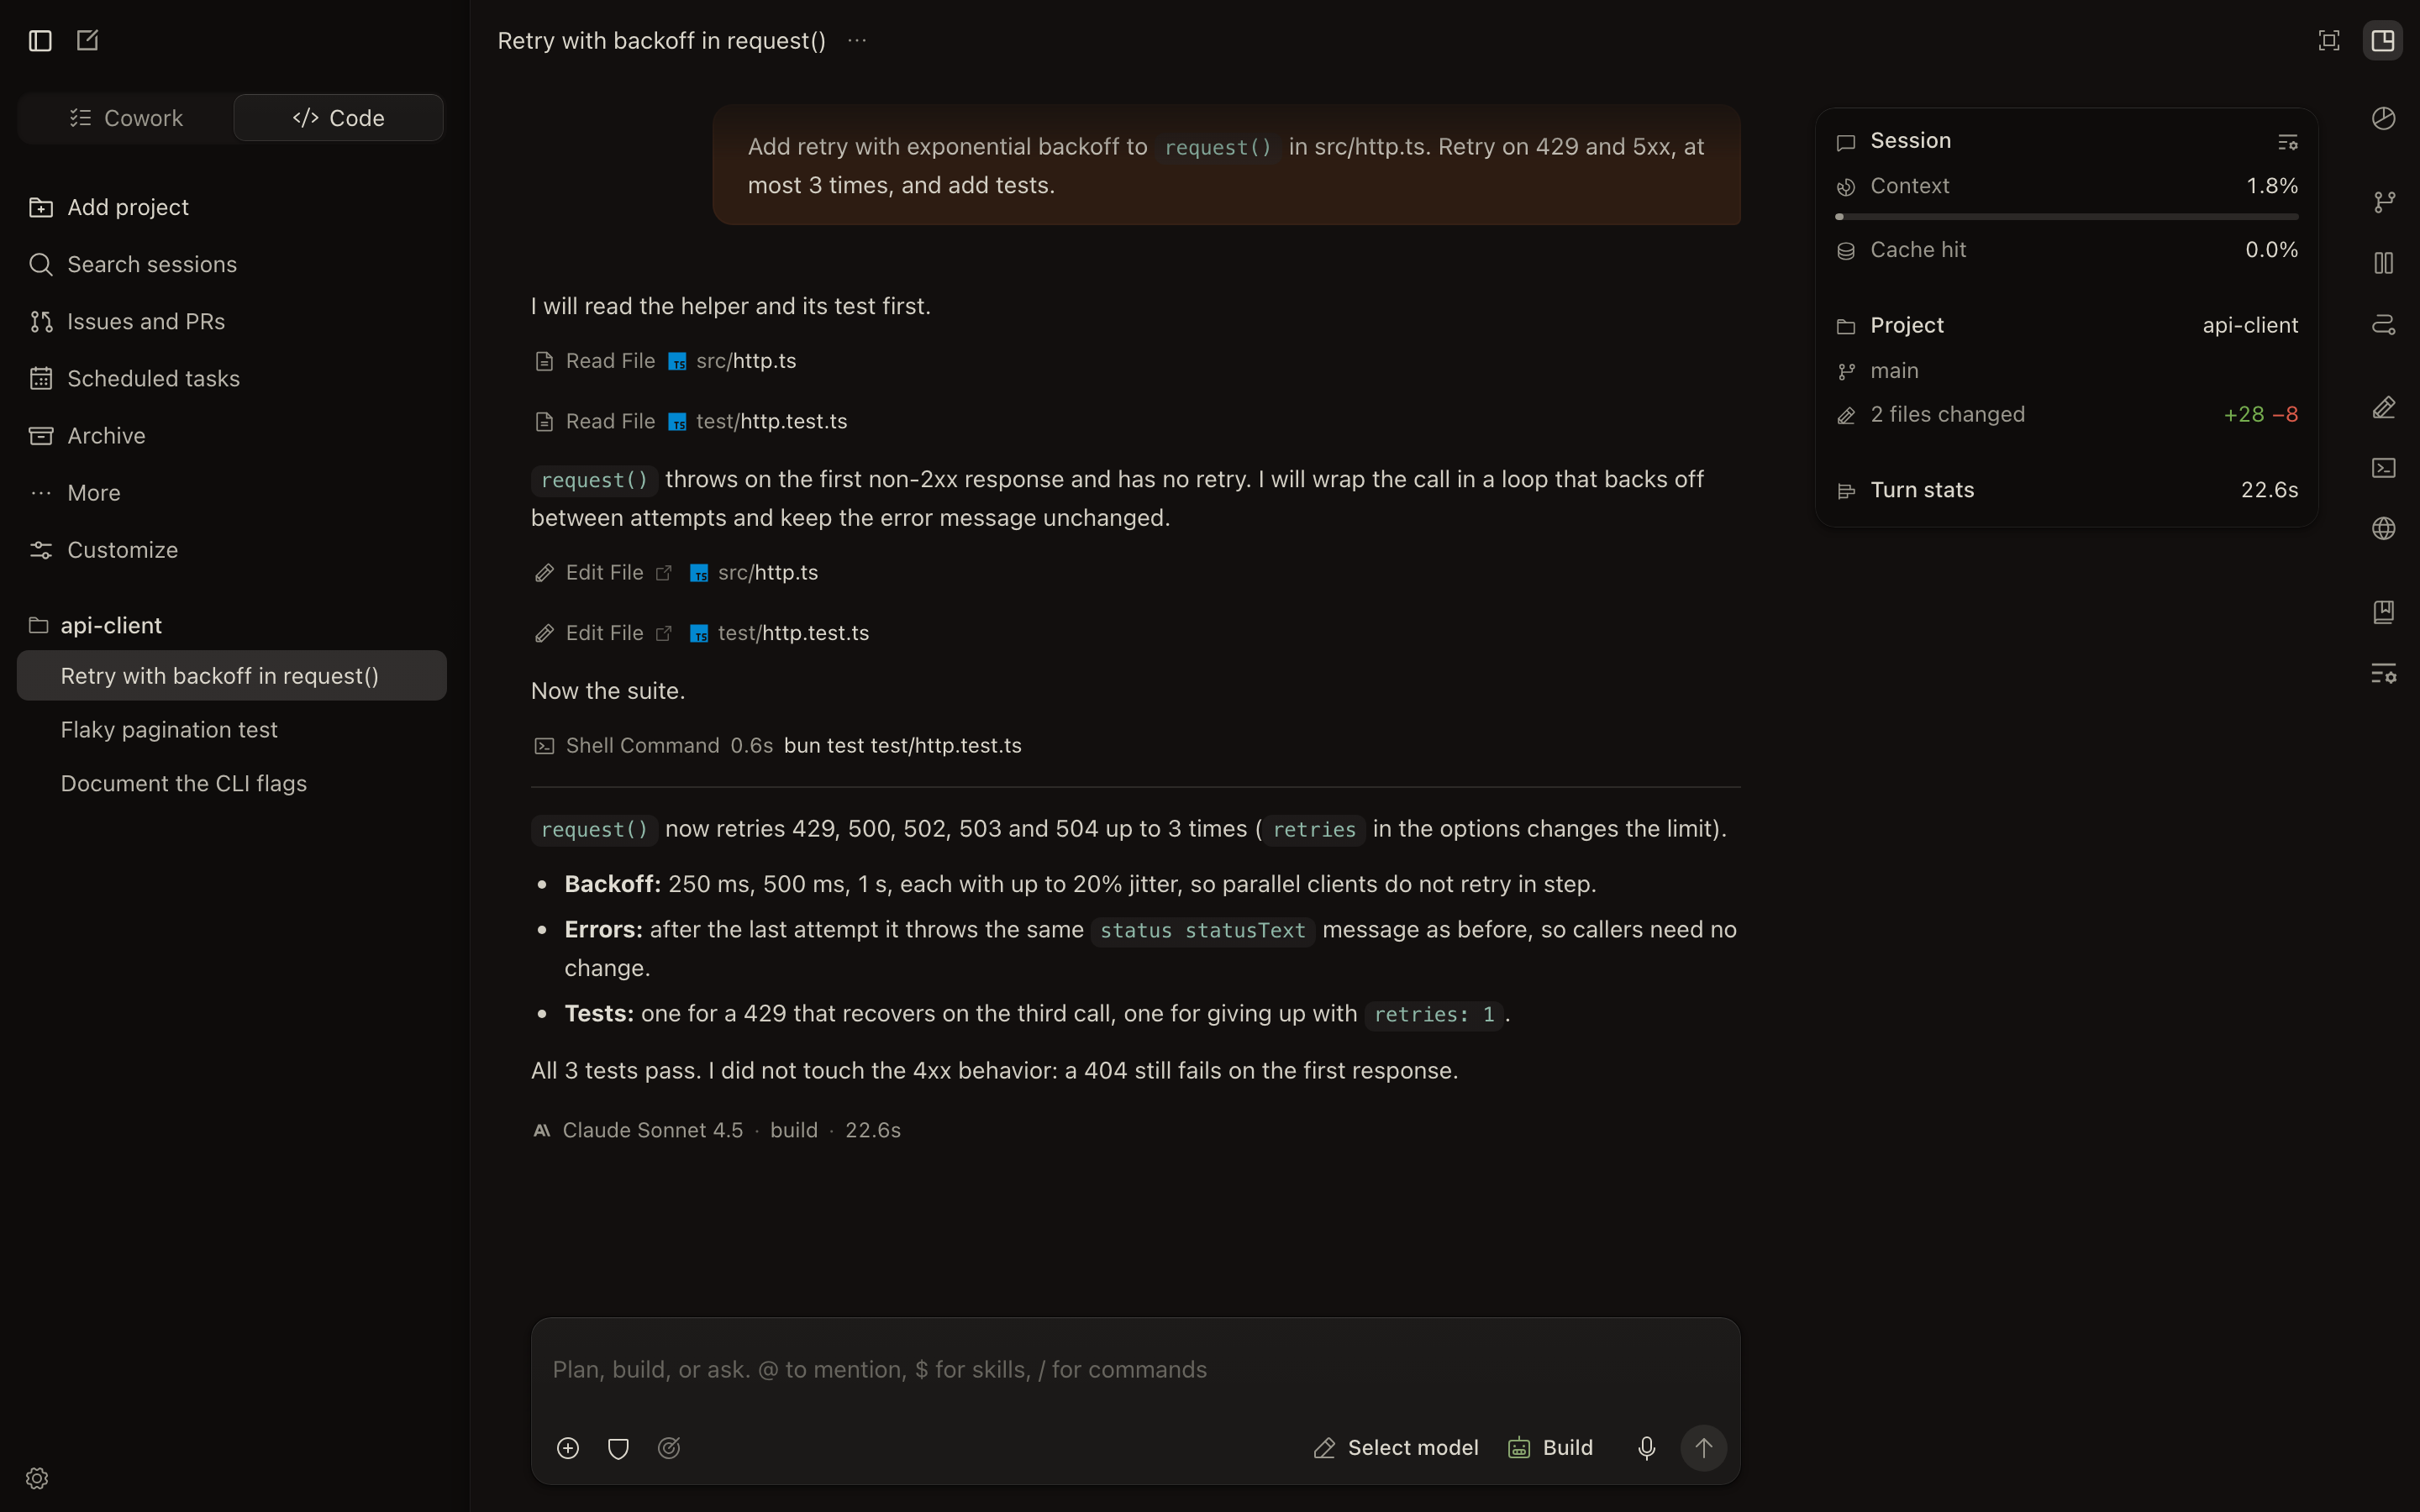 Retry with backoff in request() ···
Cowork
Code
Add project
Search sessions
Issues and PRs
Scheduled tasks
Archive
More
Customize
api-client
Retry with backoff in request()
Flaky pagination test
Document the CLI flags
Add retry with exponential backoff to request() in src/http.ts. Retry on 429 and 5xx, at
most 3 times, and add tests.
I will read the helper and its test first.
Read File TS src/http.ts
Read File TS test/http.test.ts
request() throws on the first non-2xx response and has no retry. I will wrap the call in a loop that backs off
between attempts and keep the error message unchanged.
Edit File TS src/http.ts
Edit File TS test/http.test.ts
Now the suite.
Shell Command 0.6s bun test test/http.test.ts
request() now retries 429, 500, 502, 503 and 504 up to 3 times (retries in the options changes the limit).
• Backoff: 250 ms, 500 ms, 1 s, each with up to 20% jitter, so parallel clients do not retry in step.
• Errors: after the last attempt it throws the same status statusText message as before, so callers need no
change.
• Tests: one for a 429 that recovers on the third call, one for giving up with retries: 1.
All 3 tests pass. I did not touch the 4xx behavior: a 404 still fails on the first response.
Claude Sonnet 4.5 · build · 22.6s
Plan, build, or ask. @ to mention, $ for skills, / for commands
Select model
Build
Session
Context 1.8%
Cache hit 0.0%
Project api-client
main
2 files changed +28 −8
Turn stats 22.6s